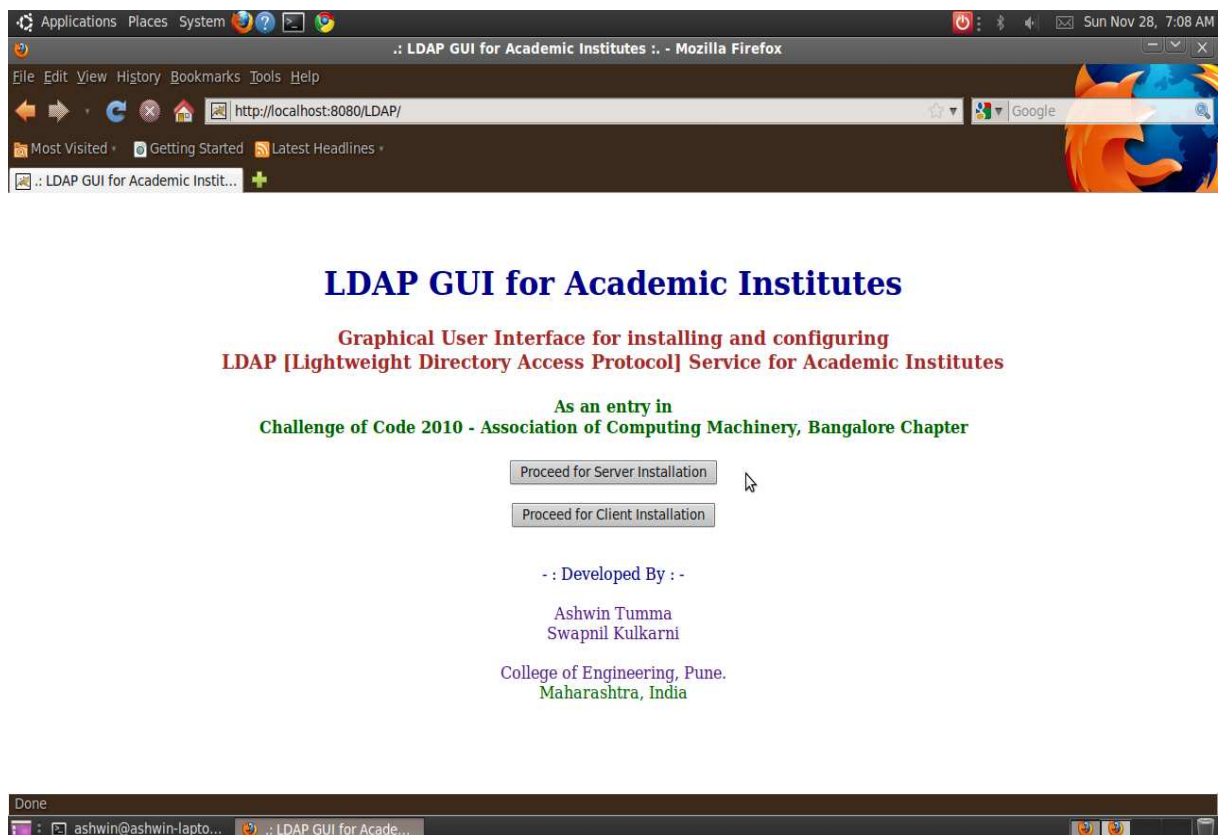 Applications Places System
Sun Nov 28, 7:08 AM
.: LDAP GUI for Academic Institutes :. - Mozilla Firefox
File Edit View History Bookmarks Tools Help
http://localhost:8080/LDAP/
Google
Most Visited
Getting Started
Latest Headlines
.: LDAP GUI for Academic Instit...
LDAP GUI for Academic Institutes
Graphical User Interface for installing and configuring
LDAP [Lightweight Directory Access Protocol] Service for Academic Institutes
As an entry in
Challenge of Code 2010 - Association of Computing Machinery, Bangalore Chapter
Proceed for Server Installation
Proceed for Client Installation
- : Developed By : -
Ashwin Tumma
Swapnil Kulkarni
College of Engineering, Pune.
Maharashtra, India
Done
ashwin@ashwin-lapto...
.: LDAP GUI for Acade...